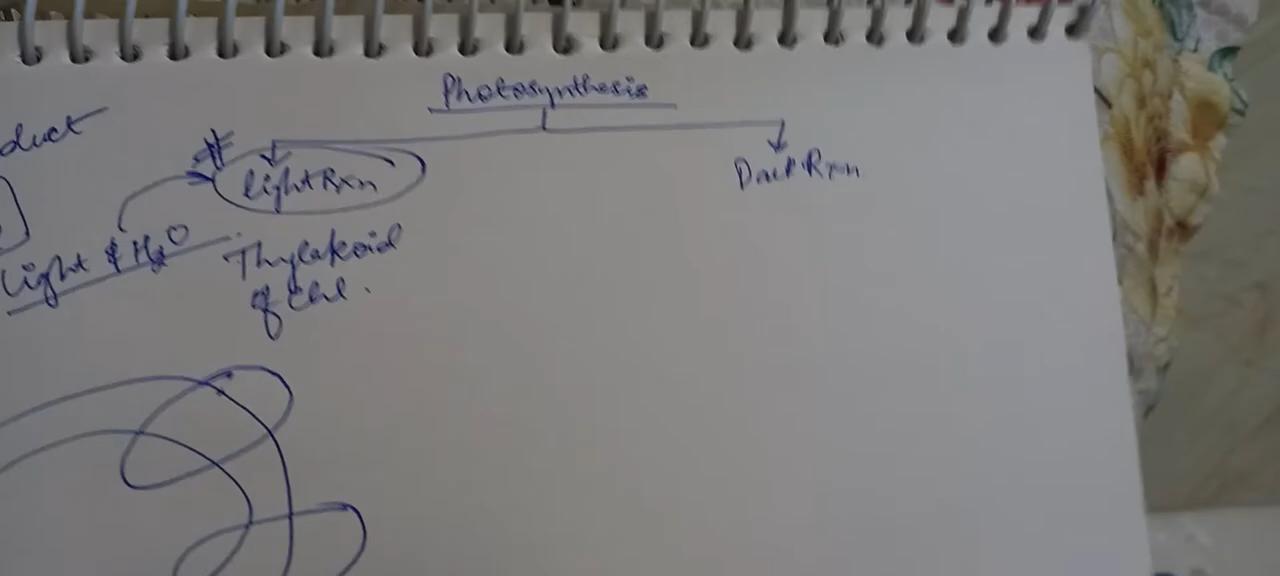 Photosynthesis
duct
light Rxn
Dark Rxn
light & H2O
Thylakoid
of Chl.